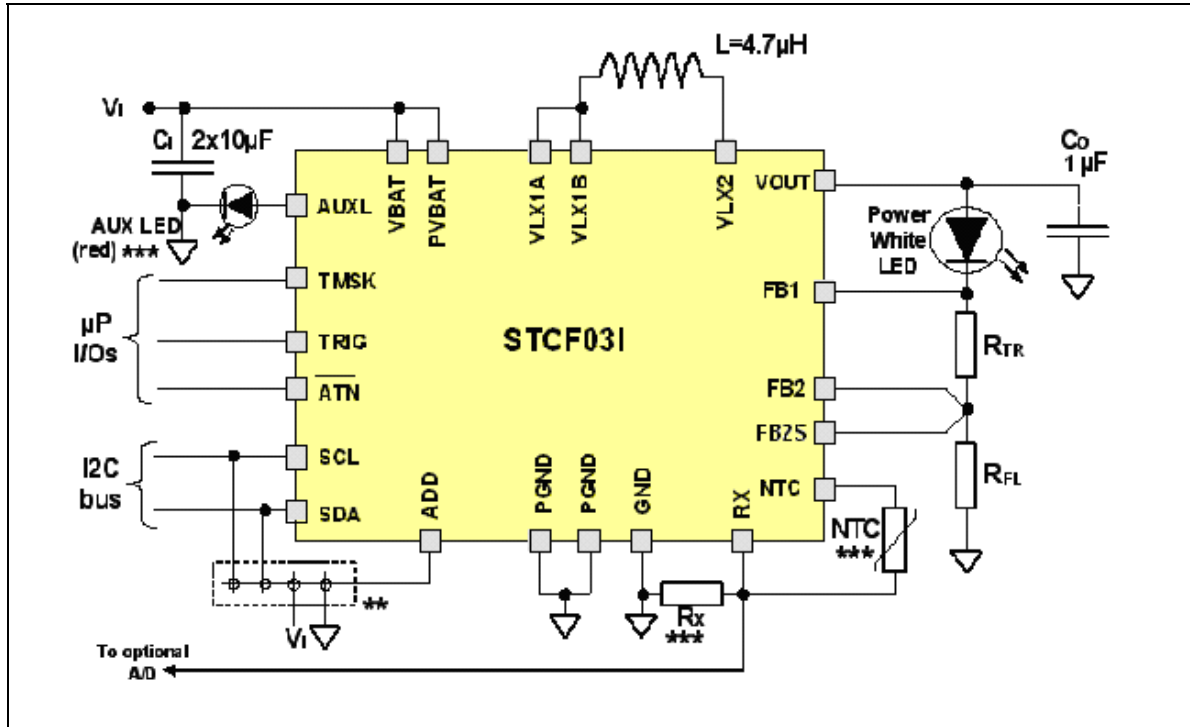 L=4.7µH
VI
CI 2x10µF
CO
1 µF
VBAT
PVBAT
VLX1A
VLX1B
VLX2
VOUT
AUXL
AUX LED
(red) ***
Power
White
LED
TMSK
FB1
µP
I/Os
TRIG
STCF03I
RTR
ATN
FB2
FB2S
SCL
I2C
bus
SDA
ADD
PGND
PGND
GND
RX
NTC
RFL
NTC
***
**
VI
RX
***
To optional
A/D